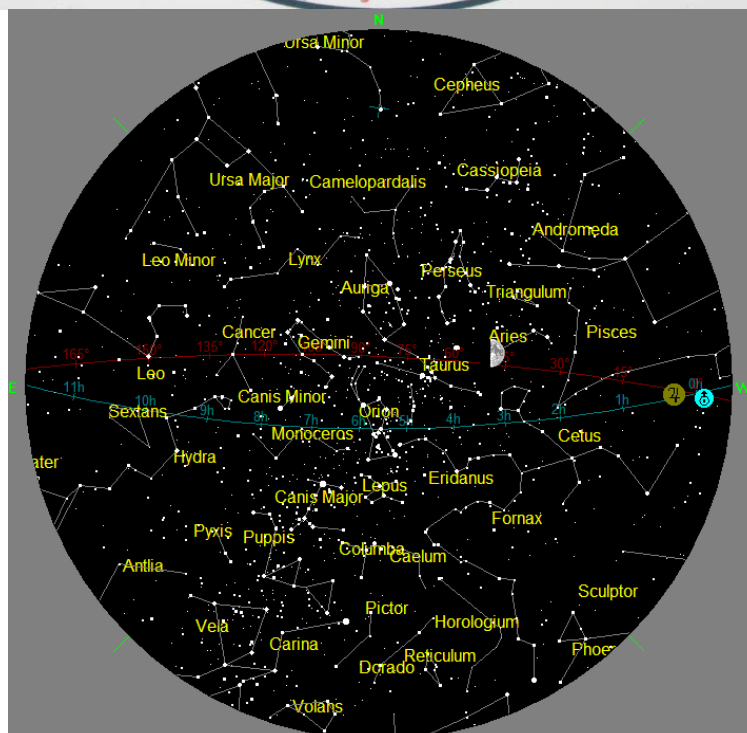 N
Ursa Minor
Cepheus
Cassiopeia
Ursa Major
Camelopardalis
Andromeda
Leo Minor
Lynx
Perseus
Auriga
Triangulum
Cancer
Gemini
Aries
Pisces
165°
150°
135°
120°
90°
75°
60°
30°
15°
Leo
Taurus
E
W
0h
11h
10h
9h
8h
7h
6h
5h
4h
3h
2h
1h
Canis Minor
Sextans
Orion
Monoceros
Cetus
Hydra
ater
Eridanus
Lepus
Canis Major
Fornax
Pyxis
Puppis
Columba
Caelum
Antlia
Sculptor
Pictor
Horologium
Vela
Carina
Reticulum
Phoe
Dorado
Volans